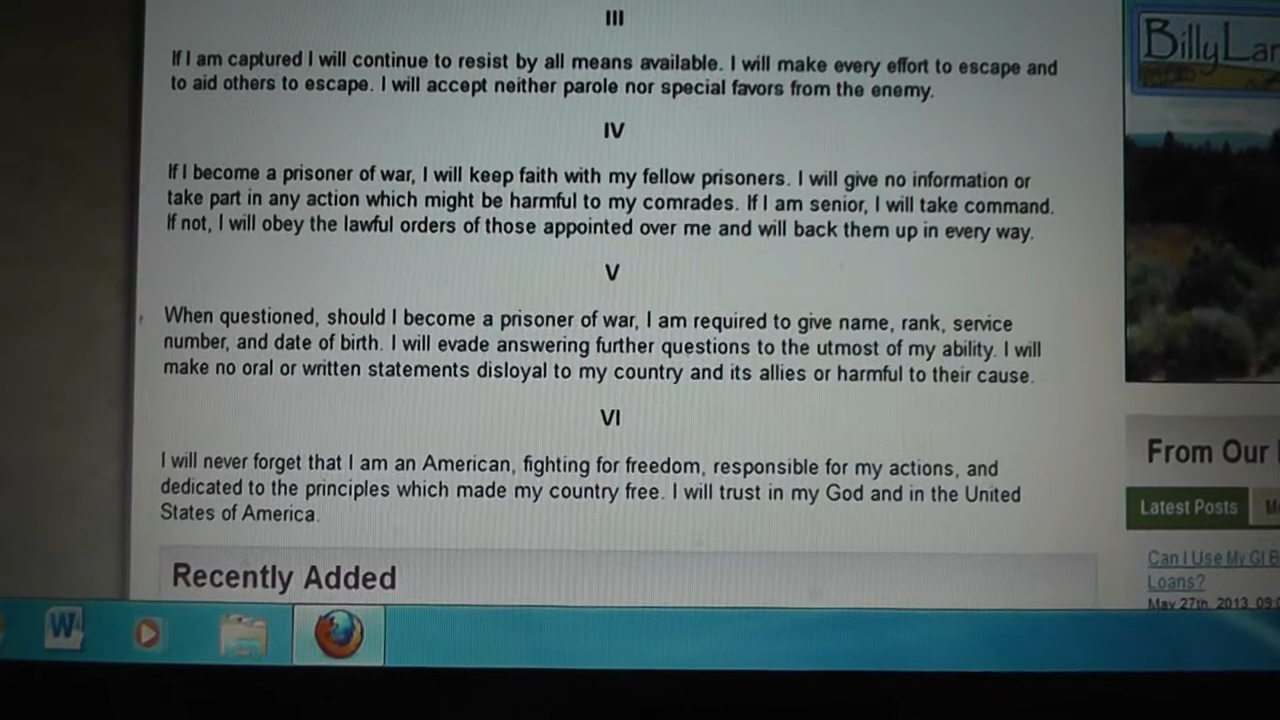 III
If I am captured I will continue to resist by all means available. I will make every effort to escape and
to aid others to escape. I will accept neither parole nor special favors from the enemy.
IV
If I become a prisoner of war, I will keep faith with my fellow prisoners. I will give no information or
take part in any action which might be harmful to my comrades. If I am senior, I will take command.
If not, I will obey the lawful orders of those appointed over me and will back them up in every way.
V
When questioned, should I become a prisoner of war, I am required to give name, rank, service
number, and date of birth. I will evade answering further questions to the utmost of my ability. I will
make no oral or written statements disloyal to my country and its allies or harmful to their cause.
VI
I will never forget that I am an American, fighting for freedom, responsible for my actions, and
dedicated to the principles which made my country free. I will trust in my God and in the United
States of America.
Recently Added
BillyLar
From Our
Latest Posts
Can I Use My GI B
Loans?
May 27th, 2013
W